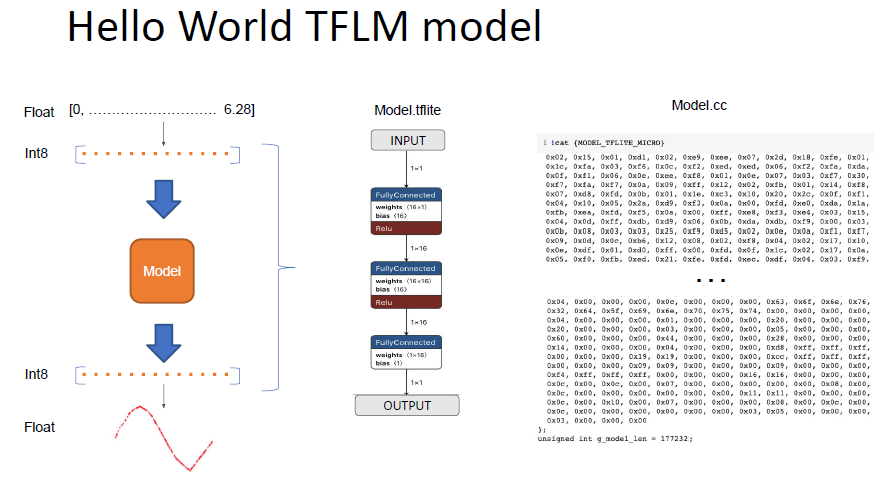 Hello World TFLM model
Float [0, ................................ 6.28]
Int8
Model
Int8
Float
Model.tflite
INPUT
1×1
FullyConnected
weights ⟨16×1⟩
bias ⟨16⟩
Relu
1×16
FullyConnected
weights ⟨16×16⟩
bias ⟨16⟩
Relu
1×16
FullyConnected
weights ⟨1×16⟩
bias ⟨1⟩
1×1
OUTPUT
Model.cc
1 !cat {MODEL_TFLITE_MICRO}
0x02, 0x15, 0x01, 0xd1, 0x02, 0xe9, 0xee, 0x07, 0x2d, 0x18, 0xfe, 0x01,
0x1c, 0xfa, 0x03, 0xf6, 0x0c, 0xf2, 0xed, 0xed, 0x06, 0xf2, 0xfa, 0xda,
0x0f, 0xf1, 0x06, 0x0e, 0xee, 0x08, 0x01, 0x0e, 0x07, 0x03, 0xf7, 0x30,
0xf7, 0xfa, 0xf7, 0x0a, 0xec, 0xff, 0x12, 0x02, 0xfb, 0x01, 0x14, 0xf8,
0x07, 0xd8, 0xfd, 0x0b, 0x01, 0x1e, 0xc3, 0x10, 0x20, 0x2c, 0x0f, 0xf1,
0x04, 0x10, 0x05, 0x2a, 0xd9, 0xf3, 0x0a, 0x00, 0xfd, 0xe0, 0xda, 0x1a,
0xfb, 0xea, 0xfd, 0xf5, 0x0a, 0x00, 0xff, 0xe8, 0xf3, 0xe4, 0x03, 0x15,
0x04, 0x0d, 0xff, 0xdb, 0xd9, 0x06, 0x0b, 0xda, 0xdb, 0xf9, 0x00, 0x03,
0x0b, 0x08, 0x03, 0x03, 0x25, 0xf9, 0xd5, 0x02, 0x0e, 0x0a, 0xf1, 0xf7,
0x09, 0x0d, 0x0c, 0xb6, 0x12, 0x08, 0x02, 0xf8, 0x04, 0x02, 0x17, 0x10,
0x0e, 0xdf, 0x01, 0xd0, 0xff, 0x00, 0xfd, 0x0f, 0x1c, 0x02, 0x17, 0x0a,
0x05, 0xf0, 0xfb, 0xed, 0x21, 0xfe, 0xfd, 0xec, 0xdf, 0x04, 0x03, 0xf9,
...
0x04, 0x00, 0x00, 0x00, 0x0c, 0x00, 0x00, 0x00, 0x63, 0x6f, 0x6e, 0x76,
0x32, 0x64, 0x5f, 0x69, 0x6e, 0x70, 0x75, 0x74, 0x00, 0x00, 0x00, 0x00,
0x04, 0x00, 0x00, 0x00, 0x01, 0x00, 0x00, 0x00, 0x20, 0x00, 0x00, 0x00,
0x20, 0x00, 0x00, 0x00, 0x03, 0x00, 0x00, 0x00, 0x05, 0x00, 0x00, 0x00,
0x60, 0x00, 0x00, 0x00, 0x44, 0x00, 0x00, 0x00, 0x28, 0x00, 0x00, 0x00,
0x14, 0x00, 0x00, 0x00, 0x04, 0x00, 0x00, 0x00, 0xd8, 0xff, 0xff, 0xff,
0x00, 0x00, 0x00, 0x19, 0x19, 0x00, 0x00, 0x00, 0xcc, 0xff, 0xff, 0xff,
0x00, 0x00, 0x00, 0x09, 0x09, 0x00, 0x00, 0x00, 0x09, 0x00, 0x00, 0x00,
0xf4, 0xff, 0xff, 0xff, 0x00, 0x00, 0x00, 0x16, 0x16, 0x00, 0x00, 0x00,
0x0c, 0x00, 0x0c, 0x00, 0x07, 0x00, 0x00, 0x00, 0x00, 0x00, 0x08, 0x00,
0x0c, 0x00, 0x00, 0x00, 0x00, 0x00, 0x00, 0x11, 0x11, 0x00, 0x00, 0x00,
0x0c, 0x00, 0x10, 0x00, 0x07, 0x00, 0x00, 0x00, 0x08, 0x00, 0x0c, 0x00,
0x0c, 0x00, 0x00, 0x00, 0x00, 0x00, 0x00, 0x03, 0x05, 0x00, 0x00, 0x00,
0x03, 0x00, 0x00, 0x00
};
unsigned int g_model_len = 177232;